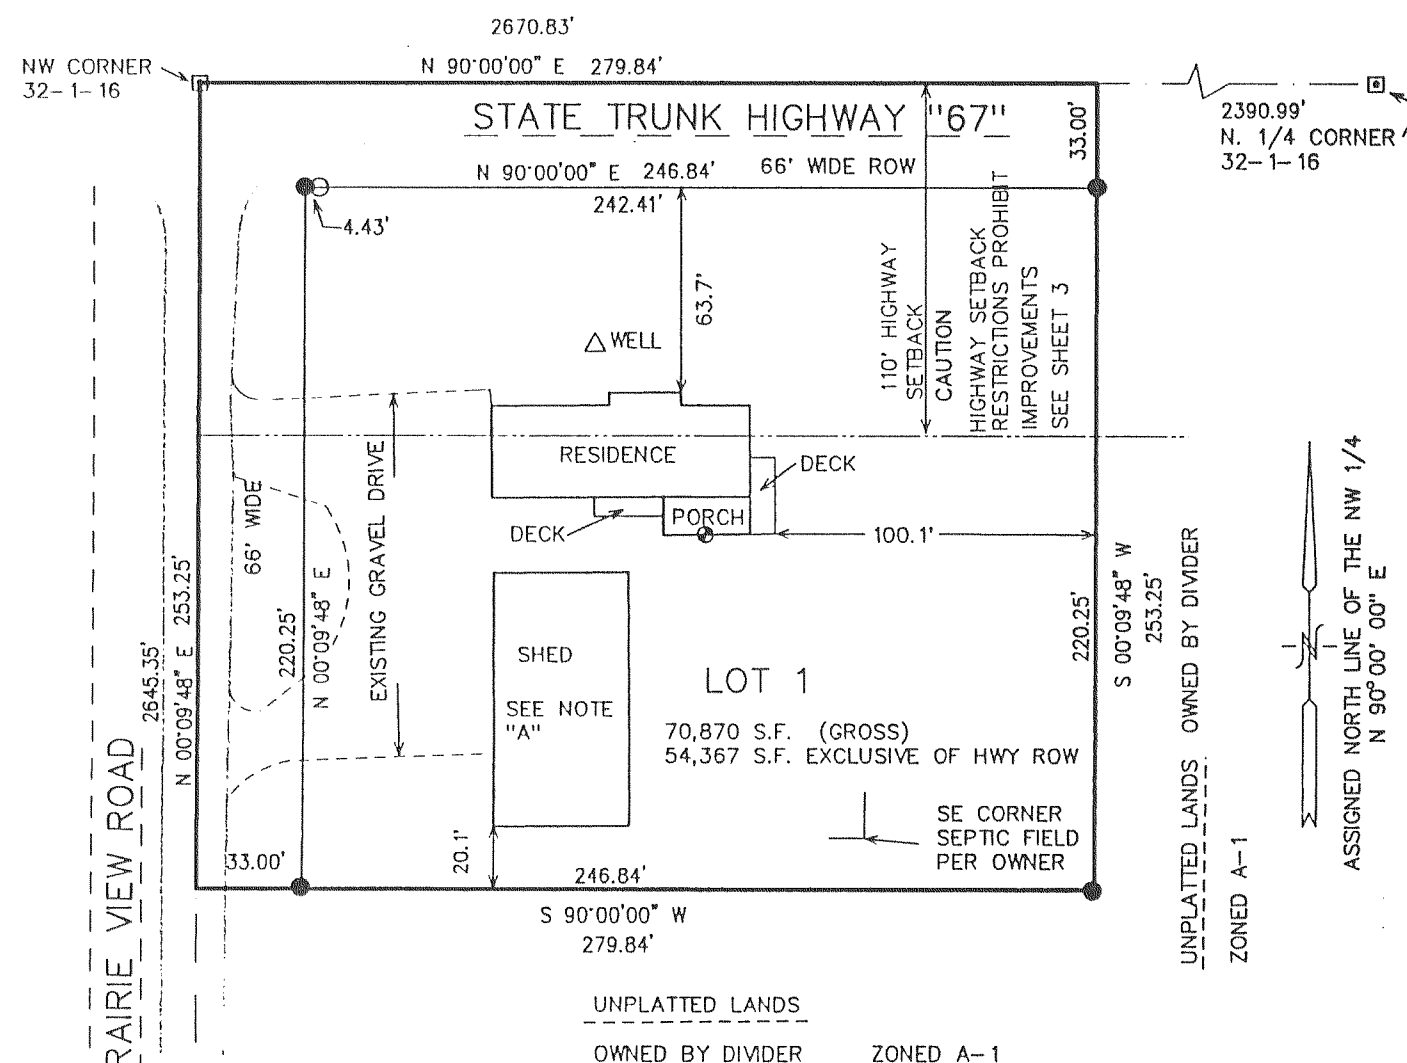 2670.83'
NW CORNER
32-1-16
N 90°00'00" E 279.84'
STATE TRUNK HIGHWAY "67"
33.00'
2390.99'
N. 1/4 CORNER
32-1-16
N 90°00'00" E 246.84' 66' WIDE ROW
242.41'
4.43'
63.7'
110' HIGHWAY
SETBACK
CAUTION
HIGHWAY SETBACK
RESTRICTIONS PROHIBIT
IMPROVEMENTS
SEE SHEET 3
WELL
RESIDENCE
DECK
DECK
PORCH
100.1'
66' WIDE
EXISTING GRAVEL DRIVE
2645.35'
N 00°09'48" E 253.25'
220.25'
N 00°09'48" E
SHED
SEE NOTE
"A"
LOT 1
70,870 S.F. (GROSS)
54,367 S.F. EXCLUSIVE OF HWY ROW
220.25'
S 00°09'48" W
253.25'
UNPLATTED LANDS OWNED BY DIVIDER
ZONED A-1
ASSIGNED NORTH LINE OF THE NW 1/4
N 90°00'00" E
SE CORNER
SEPTIC FIELD
PER OWNER
20.1'
33.00'
246.84'
S 90°00'00" W
279.84'
RAIRIE VIEW ROAD
UNPLATTED LANDS
OWNED BY DIVIDER ZONED A-1